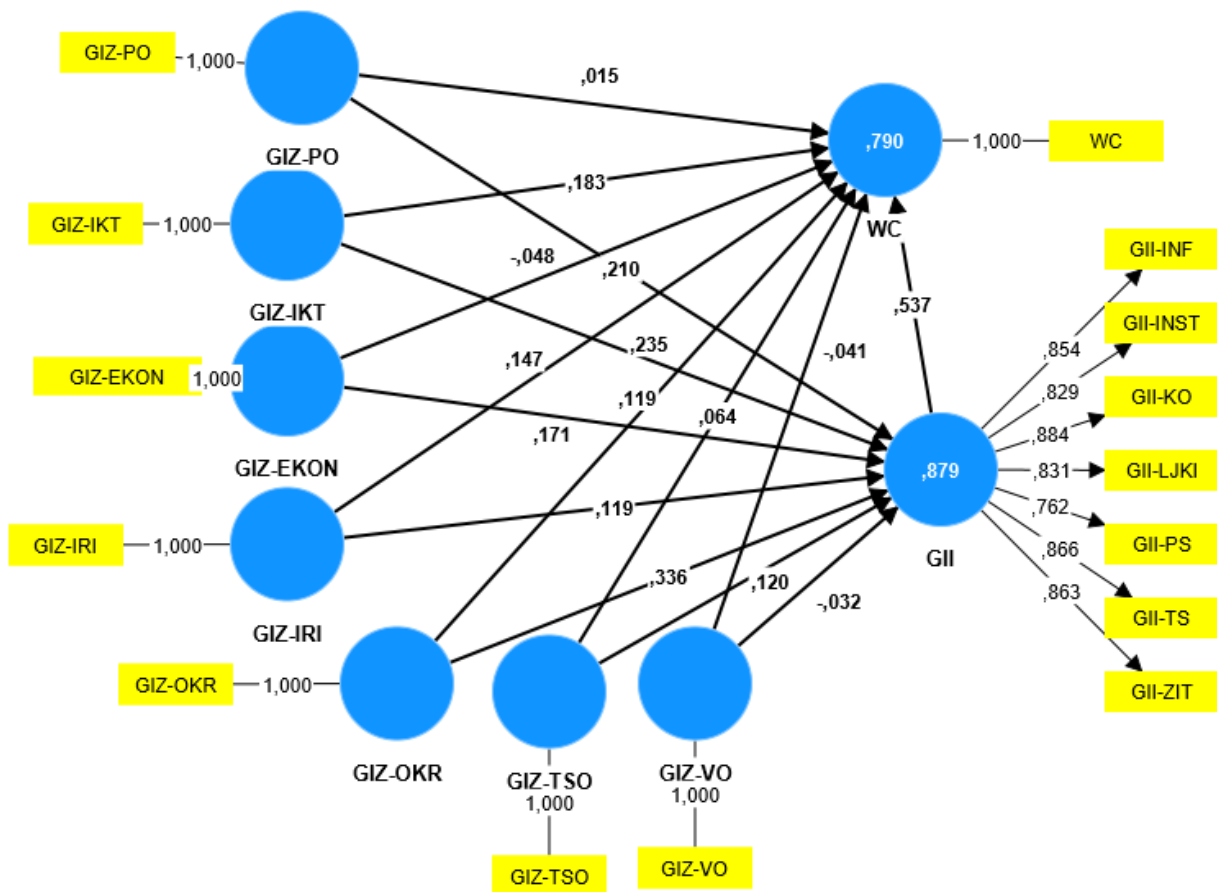 GIZ-PO
1,000
,015
GIZ-PO
,790
1,000
WC
GIZ-IKT
1,000
,183
WC
GIZ-IKT
-,048
,210
,537
GII-INF
GII-INST
GIZ-EKON
1,000
,147
,235
-,041
,854
,829
GII-KO
,119
,064
,884
GIZ-EKON
,171
,879
,831
GII-LJKI
,762
GIZ-IRI
1,000
,119
GII
GII-PS
,866
,863
GIZ-IRI
,336
,120
-,032
GII-TS
GIZ-OKR
1,000
GII-ZIT
GIZ-OKR
GIZ-TSO
GIZ-VO
1,000
1,000
GIZ-TSO
GIZ-VO